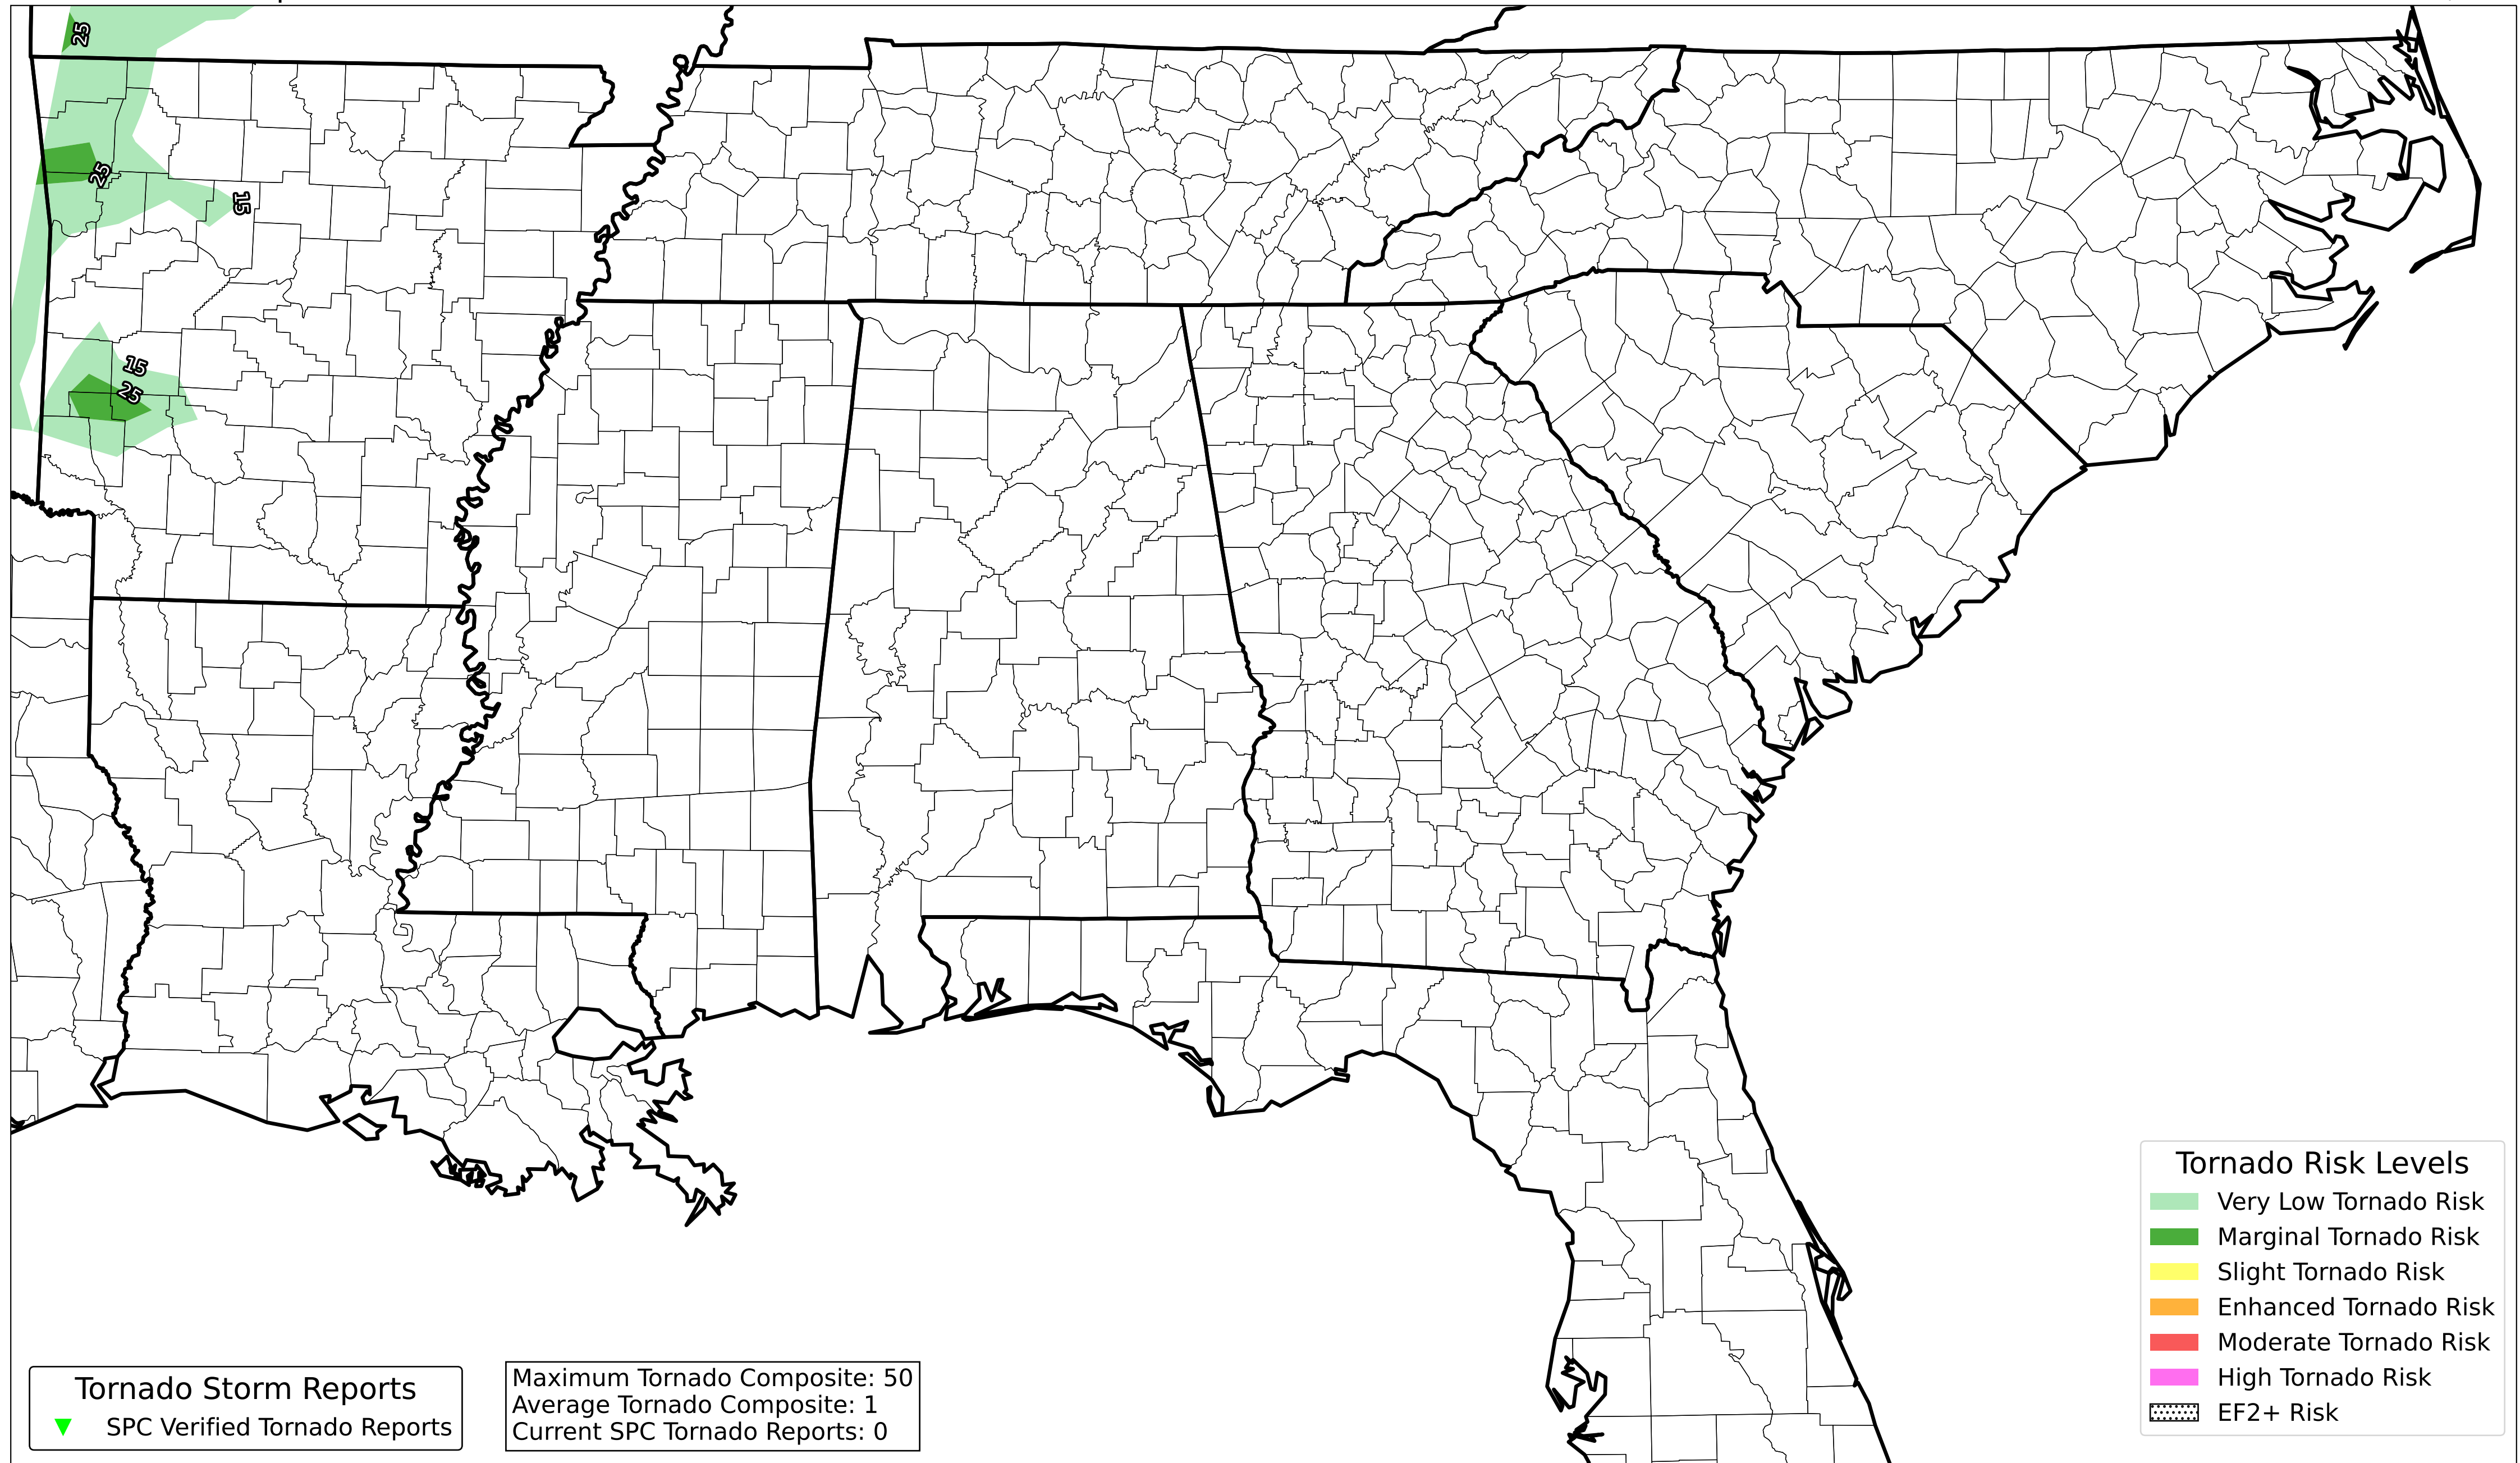 25
25
15
15
25
Tornado Risk Levels
Very Low Tornado Risk
Marginal Tornado Risk
Slight Tornado Risk
Enhanced Tornado Risk
Moderate Tornado Risk
High Tornado Risk
EF2+ Risk
Tornado Storm Reports
SPC Verified Tornado Reports
Maximum Tornado Composite: 50
Average Tornado Composite: 1
Current SPC Tornado Reports: 0